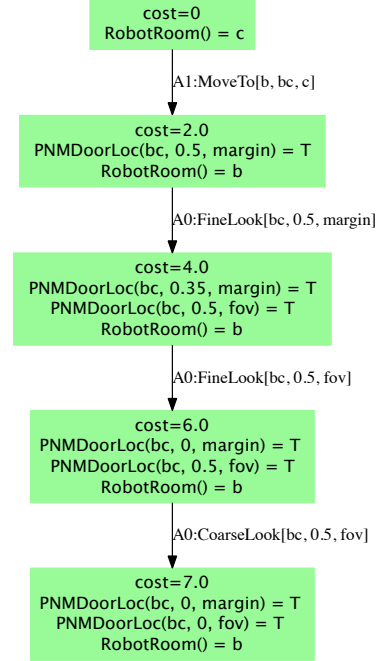 cost=0
RobotRoom() = c
A1:MoveTo[b, bc, c]
cost=2.0
PNMDoorLoc(bc, 0.5, margin) = T
RobotRoom() = b
A0:FineLook[bc, 0.5, margin]
cost=4.0
PNMDoorLoc(bc, 0.35, margin) = T
PNMDoorLoc(bc, 0.5, fov) = T
RobotRoom() = b
A0:FineLook[bc, 0.5, fov]
cost=6.0
PNMDoorLoc(bc, 0, margin) = T
PNMDoorLoc(bc, 0.5, fov) = T
RobotRoom() = b
A0:CoarseLook[bc, 0.5, fov]
cost=7.0
PNMDoorLoc(bc, 0, margin) = T
PNMDoorLoc(bc, 0, fov) = T
RobotRoom() = b